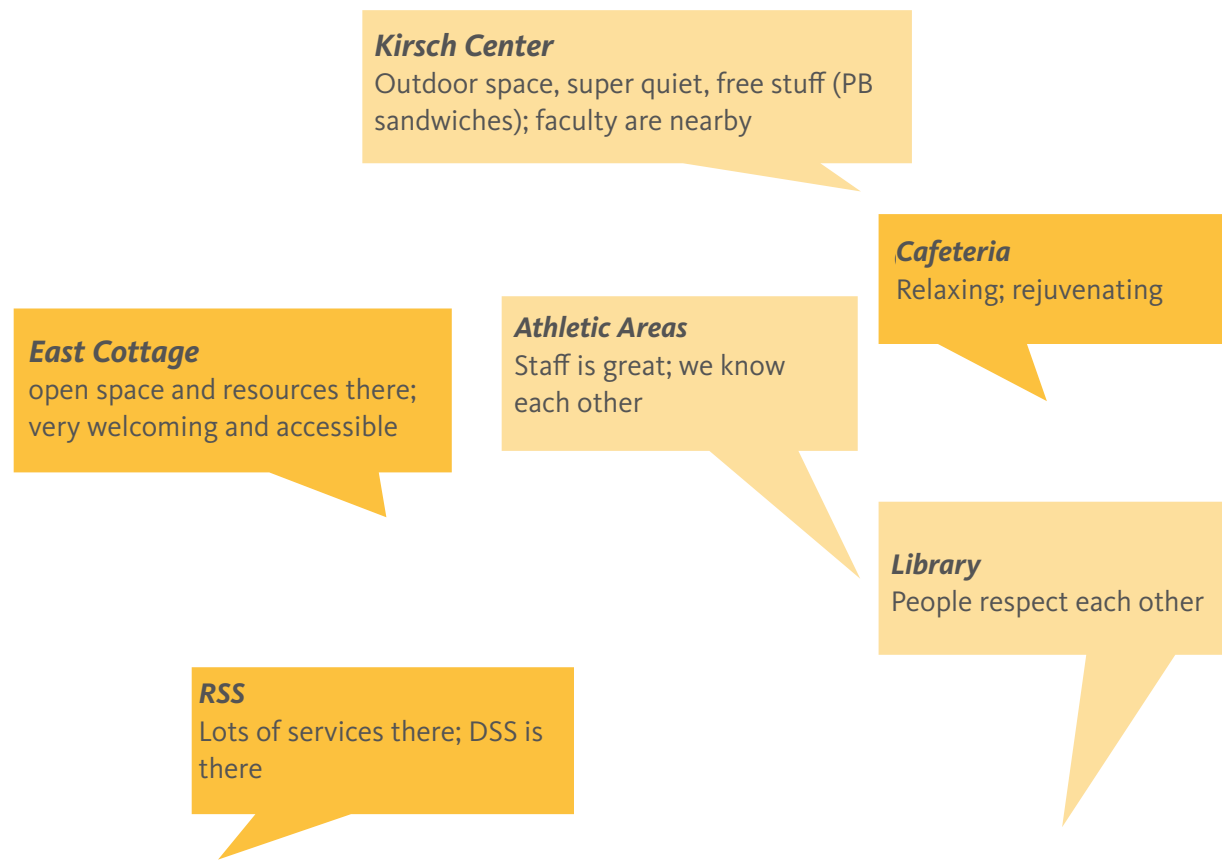 Kirsch Center
Outdoor space, super quiet, free stuff (PB
sandwiches); faculty are nearby
Cafeteria
Relaxing; rejuvenating
East Cottage
open space and resources there;
very welcoming and accessible
Athletic Areas
Staff is great; we know
each other
Library
People respect each other
RSS
Lots of services there; DSS is
there